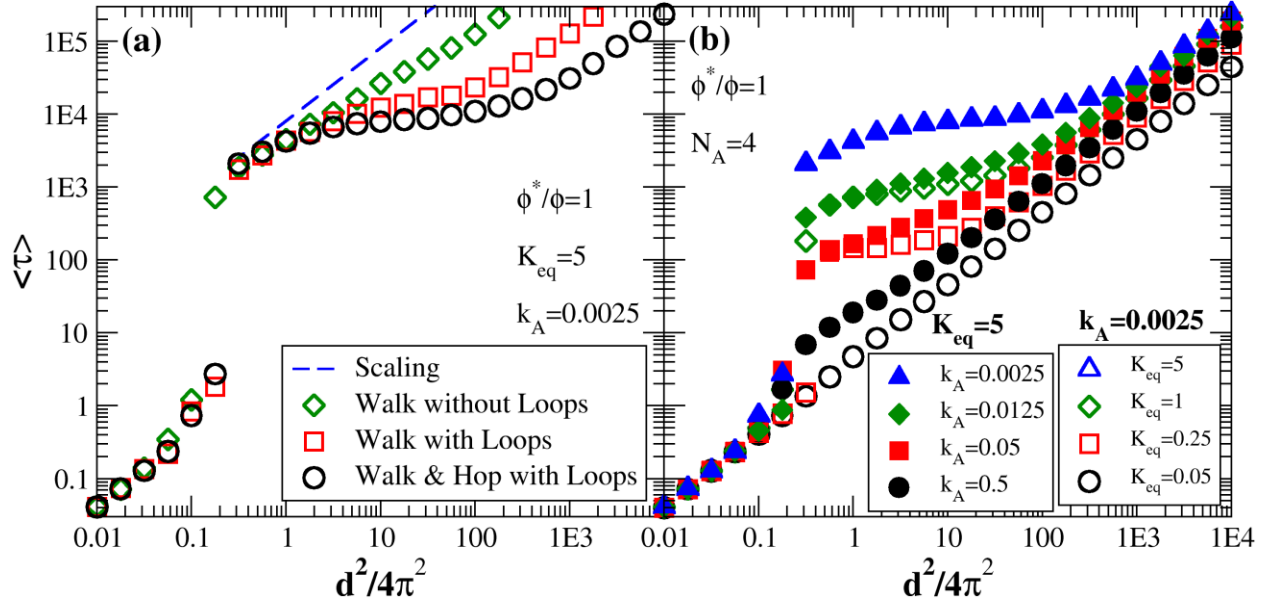 (a)
1E5
1E4
1E3
100
10
1
0.1
<τ>
ϕ*/ϕ=1
K_eq=5
k_A=0.0025
Scaling
Walk without Loops
Walk with Loops
Walk & Hop with Loops
0.01 0.1 1 10 100 1E3
d²/4π²
(b)
ϕ*/ϕ=1
N_A=4
K_eq=5
k_A=0.0025
k_A=0.0125
k_A=0.05
k_A=0.5
k_A=0.0025
K_eq=5
K_eq=1
K_eq=0.25
K_eq=0.05
0.01 0.1 1 10 100 1E3 1E4
d²/4π²